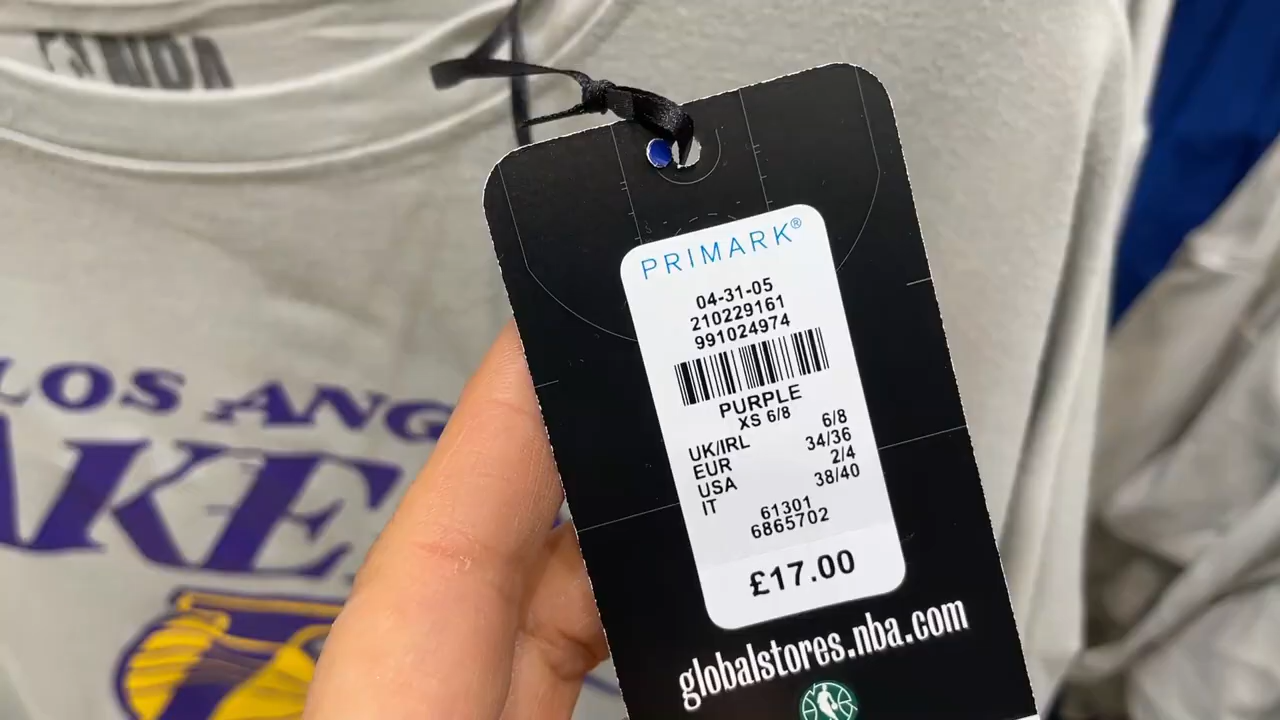 NBA
LOS ANG
AKE
PRIMARK®
04-31-05
210229161
991024974
PURPLE
XS 6/8
UK/IRL 6/8
EUR 34/36
USA 2/4
IT 38/40
61301
6865702
£17.00
globalstores.nba.com